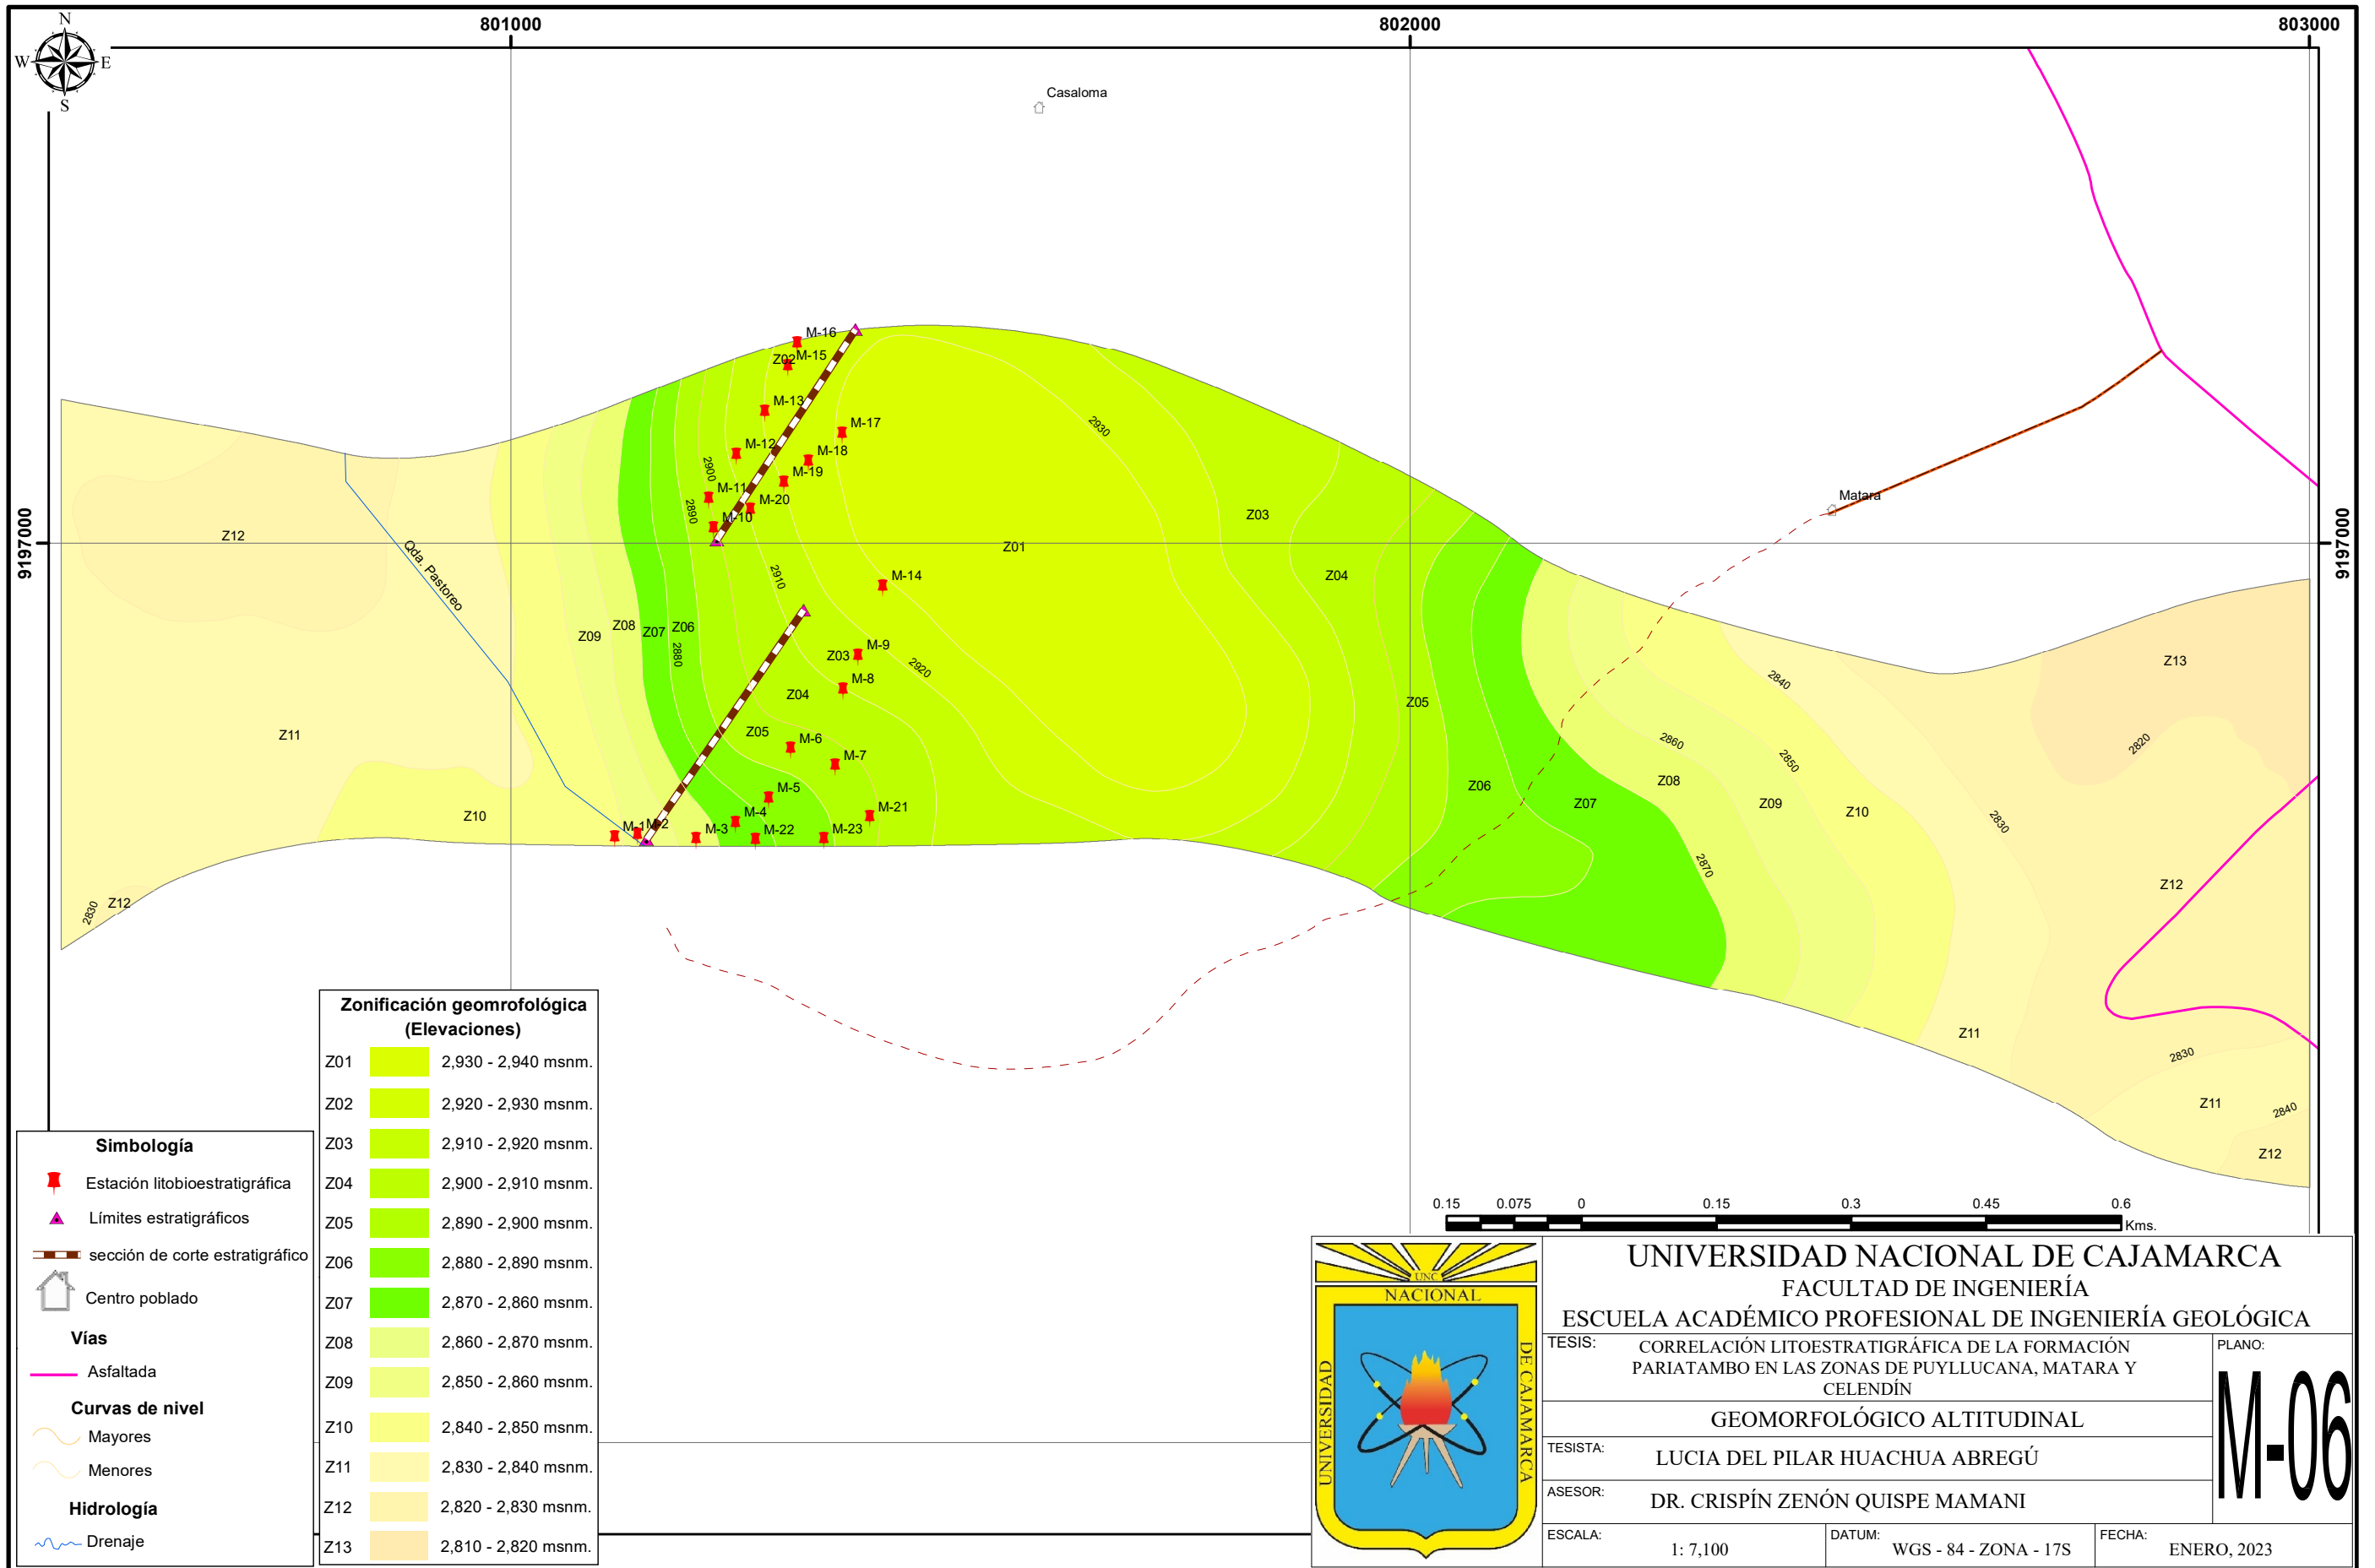 N
W
E
S
801000
802000
803000
9197000
9197000
Casaloma
M-16
Z02
M-15
M-13
M-17
2930
M-12
M-18
2900
M-19
M-11
M-20
2890
M-10
Matara
Z03
Z12
Z01
Qda. Pastoreo
2910
Z04
M-14
Z09
Z08
Z07
Z06
2880
Z03
M-9
2920
M-8
Z04
Z05
Z13
2840
Z05
Z11
M-6
M-7
2860
2850
2820
Z08
Z06
Z07
Z09
Z10
M-5
Z10
M-1
M-2
M-3
M-4
M-22
M-23
M-21
2830
2870
Z12
2830
Z12
Z11
2830
Z11
2840
Z12
Zonificación geomrofológica
(Elevaciones)
Z01 2,930 - 2,940 msnm.
Z02 2,920 - 2,930 msnm.
Z03 2,910 - 2,920 msnm.
Z04 2,900 - 2,910 msnm.
Z05 2,890 - 2,900 msnm.
Z06 2,880 - 2,890 msnm.
Z07 2,870 - 2,860 msnm.
Z08 2,860 - 2,870 msnm.
Z09 2,850 - 2,860 msnm.
Z10 2,840 - 2,850 msnm.
Z11 2,830 - 2,840 msnm.
Z12 2,820 - 2,830 msnm.
Z13 2,810 - 2,820 msnm.
Simbología
Estación litobioestratigráfica
Límites estratigráficos
sección de corte estratigráfico
Centro poblado
Vías
Asfaltada
Curvas de nivel
Mayores
Menores
Hidrología
Drenaje
0.15 0.075 0 0.15 0.3 0.45 0.6
Kms.
UNC
NACIONAL
UNIVERSIDAD
DE CAJAMARCA
UNIVERSIDAD NACIONAL DE CAJAMARCA
FACULTAD DE INGENIERÍA
ESCUELA ACADÉMICO PROFESIONAL DE INGENIERÍA GEOLÓGICA
TESIS: CORRELACIÓN LITOESTRATIGRÁFICA DE LA FORMACIÓN
PARIATAMBO EN LAS ZONAS DE PUYLLUCANA, MATARA Y
CELENDÍN
GEOMORFOLÓGICO ALTITUDINAL
TESISTA: LUCIA DEL PILAR HUACHUA ABREGÚ
ASESOR: DR. CRISPÍN ZENÓN QUISPE MAMANI
PLANO:
M-06
ESCALA: 1: 7,100
DATUM: WGS - 84 - ZONA - 17S
FECHA: ENERO, 2023